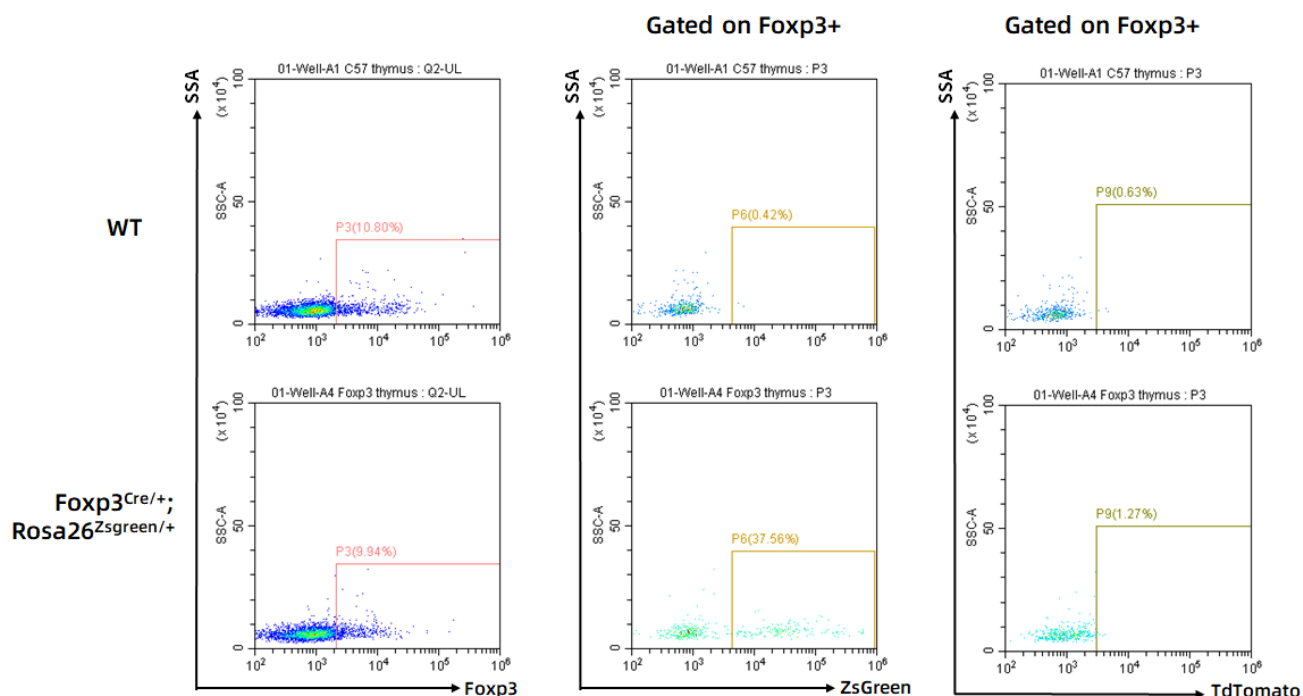 Gated on Foxp3+
Gated on Foxp3+
WT
SSA
01-Well-A1 C57 thymus : Q2-UL
(x10⁴)
SSC-A
100
50
0
P3(10.80%)
10² 10³ 10⁴ 10⁵ 10⁶
SSA
01-Well-A1 C57 thymus : P3
(x10⁴)
SSC-A
100
50
0
P6(0.42%)
10² 10³ 10⁴ 10⁵ 10⁶
SSA
01-Well-A1 C57 thymus : P3
(x10⁴)
SSC-A
100
50
0
P9(0.63%)
10² 10³ 10⁴ 10⁵ 10⁶
Foxp3Cre/+;
Rosa26Zsgreen/+
01-Well-A4 Foxp3 thymus : Q2-UL
(x10⁴)
SSC-A
100
50
0
P3(9.94%)
10² 10³ 10⁴ 10⁵ 10⁶
Foxp3
01-Well-A4 Foxp3 thymus : P3
(x10⁴)
SSC-A
100
50
0
P6(37.56%)
10² 10³ 10⁴ 10⁵ 10⁶
ZsGreen
01-Well-A4 Foxp3 thymus : P3
(x10⁴)
SSC-A
100
50
0
P9(1.27%)
10² 10³ 10⁴ 10⁵ 10⁶
TdTomato